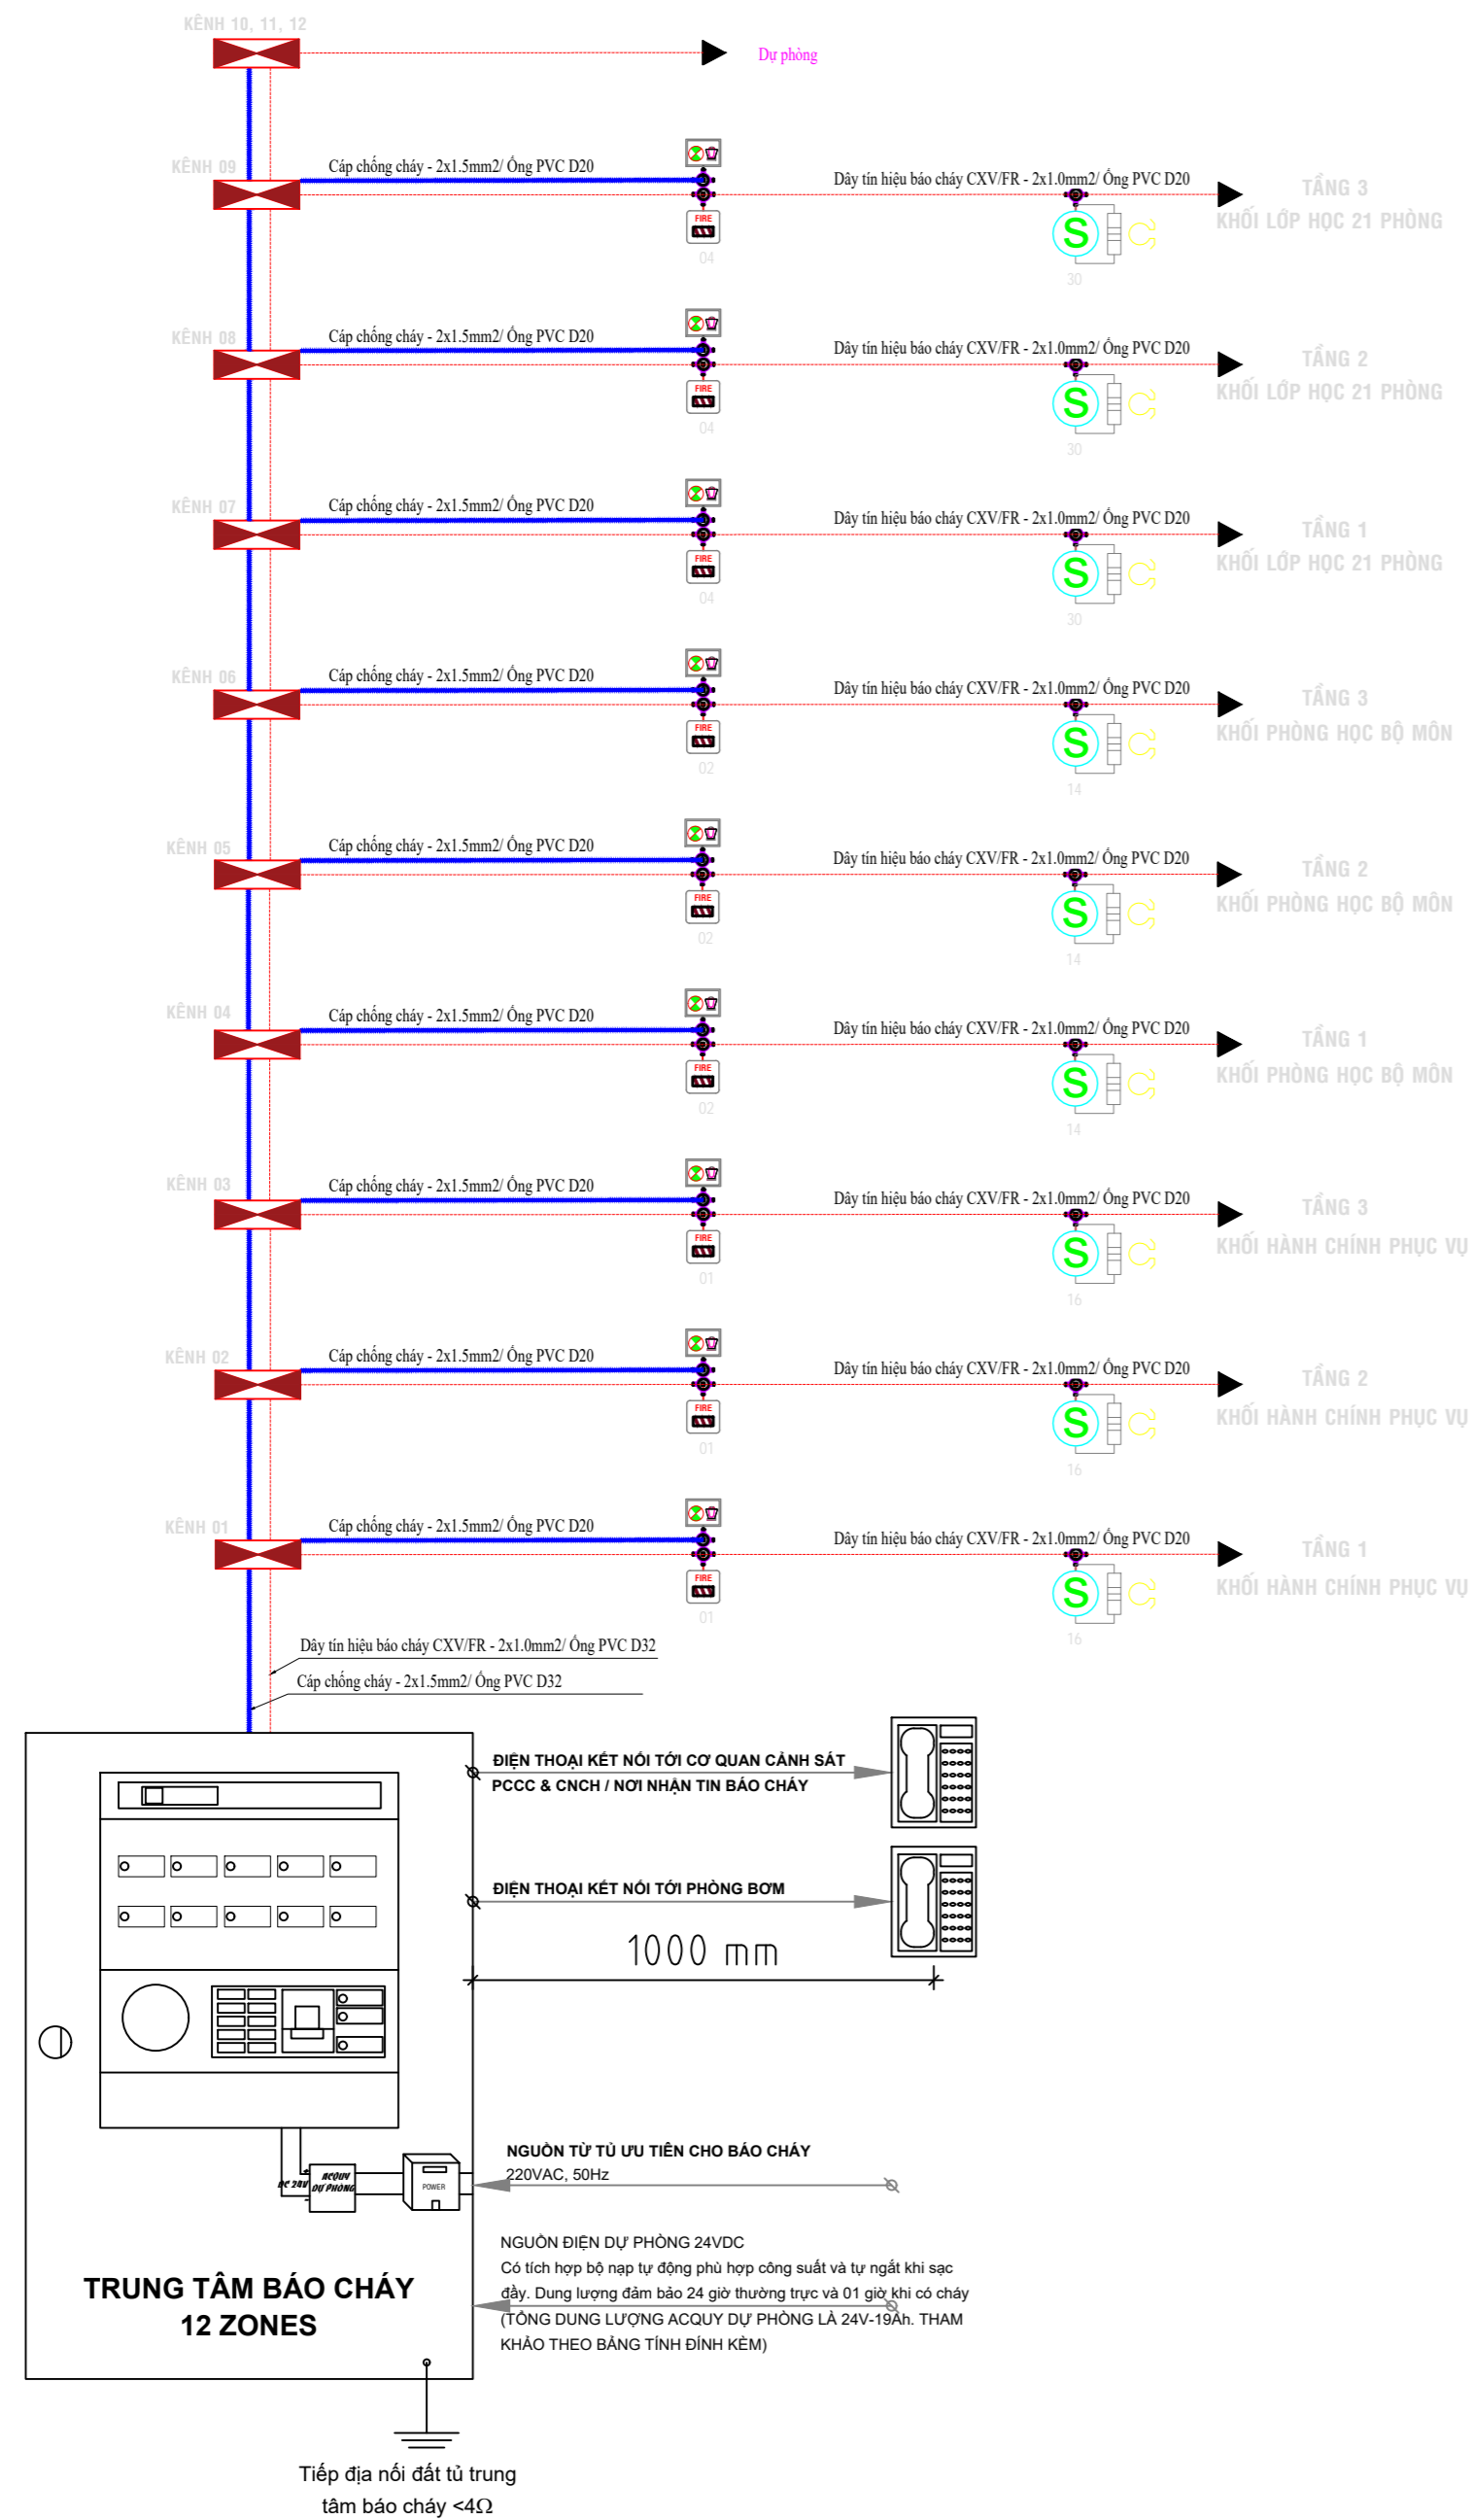 KÊNH 10, 11, 12
Dự phòng
KÊNH 09
Cáp chống cháy - 2x1.5mm2/ Ống PVC D20
FIRE
04
Dây tín hiệu báo cháy CXV/FR - 2x1.0mm2/ Ống PVC D20
S
30
TẦNG 3
KHỐI LỚP HỌC 21 PHÒNG
KÊNH 08
Cáp chống cháy - 2x1.5mm2/ Ống PVC D20
FIRE
04
Dây tín hiệu báo cháy CXV/FR - 2x1.0mm2/ Ống PVC D20
S
30
TẦNG 2
KHỐI LỚP HỌC 21 PHÒNG
KÊNH 07
Cáp chống cháy - 2x1.5mm2/ Ống PVC D20
FIRE
04
Dây tín hiệu báo cháy CXV/FR - 2x1.0mm2/ Ống PVC D20
S
30
TẦNG 1
KHỐI LỚP HỌC 21 PHÒNG
KÊNH 06
Cáp chống cháy - 2x1.5mm2/ Ống PVC D20
FIRE
02
Dây tín hiệu báo cháy CXV/FR - 2x1.0mm2/ Ống PVC D20
S
14
TẦNG 3
KHỐI PHÒNG HỌC BỘ MÔN
KÊNH 05
Cáp chống cháy - 2x1.5mm2/ Ống PVC D20
FIRE
02
Dây tín hiệu báo cháy CXV/FR - 2x1.0mm2/ Ống PVC D20
S
14
TẦNG 2
KHỐI PHÒNG HỌC BỘ MÔN
KÊNH 04
Cáp chống cháy - 2x1.5mm2/ Ống PVC D20
FIRE
02
Dây tín hiệu báo cháy CXV/FR - 2x1.0mm2/ Ống PVC D20
S
14
TẦNG 1
KHỐI PHÒNG HỌC BỘ MÔN
KÊNH 03
Cáp chống cháy - 2x1.5mm2/ Ống PVC D20
FIRE
01
Dây tín hiệu báo cháy CXV/FR - 2x1.0mm2/ Ống PVC D20
S
16
TẦNG 3
KHỐI HÀNH CHÍNH PHỤC VỤ
KÊNH 02
Cáp chống cháy - 2x1.5mm2/ Ống PVC D20
FIRE
01
Dây tín hiệu báo cháy CXV/FR - 2x1.0mm2/ Ống PVC D20
S
16
TẦNG 2
KHỐI HÀNH CHÍNH PHỤC VỤ
KÊNH 01
Cáp chống cháy - 2x1.5mm2/ Ống PVC D20
FIRE
01
Dây tín hiệu báo cháy CXV/FR - 2x1.0mm2/ Ống PVC D20
S
16
TẦNG 1
KHỐI HÀNH CHÍNH PHỤC VỤ
Dây tín hiệu báo cháy CXV/FR - 2x1.0mm2/ Ống PVC D32
Cáp chống cháy - 2x1.5mm2/ Ống PVC D32
ĐIỆN THOẠI KẾT NỐI TỚI CƠ QUAN CẢNH SÁT
PCCC & CNCH / NƠI NHẬN TIN BÁO CHÁY
ĐIỆN THOẠI KẾT NỐI TỚI PHÒNG BƠM
1000 mm
NGUỒN TỪ TỦ ƯU TIÊN CHO BÁO CHÁY
220VAC, 50Hz
DC 24V
ACQUY
DỰ PHÒNG
POWER
NGUỒN ĐIỆN DỰ PHÒNG 24VDC
Có tích hợp bộ nạp tự động phù hợp công suất và tự ngắt khi sạc
đầy. Dung lượng đảm bảo 24 giờ thường trực và 01 giờ khi có cháy
(TỔNG DUNG LƯỢNG ACQUY DỰ PHÒNG LÀ 24V-19Ah. THAM
KHẢO THEO BẢNG TÍNH ĐÍNH KÈM)
TRUNG TÂM BÁO CHÁY
12 ZONES
Tiếp địa nối đất tủ trung
tâm báo cháy <4Ω